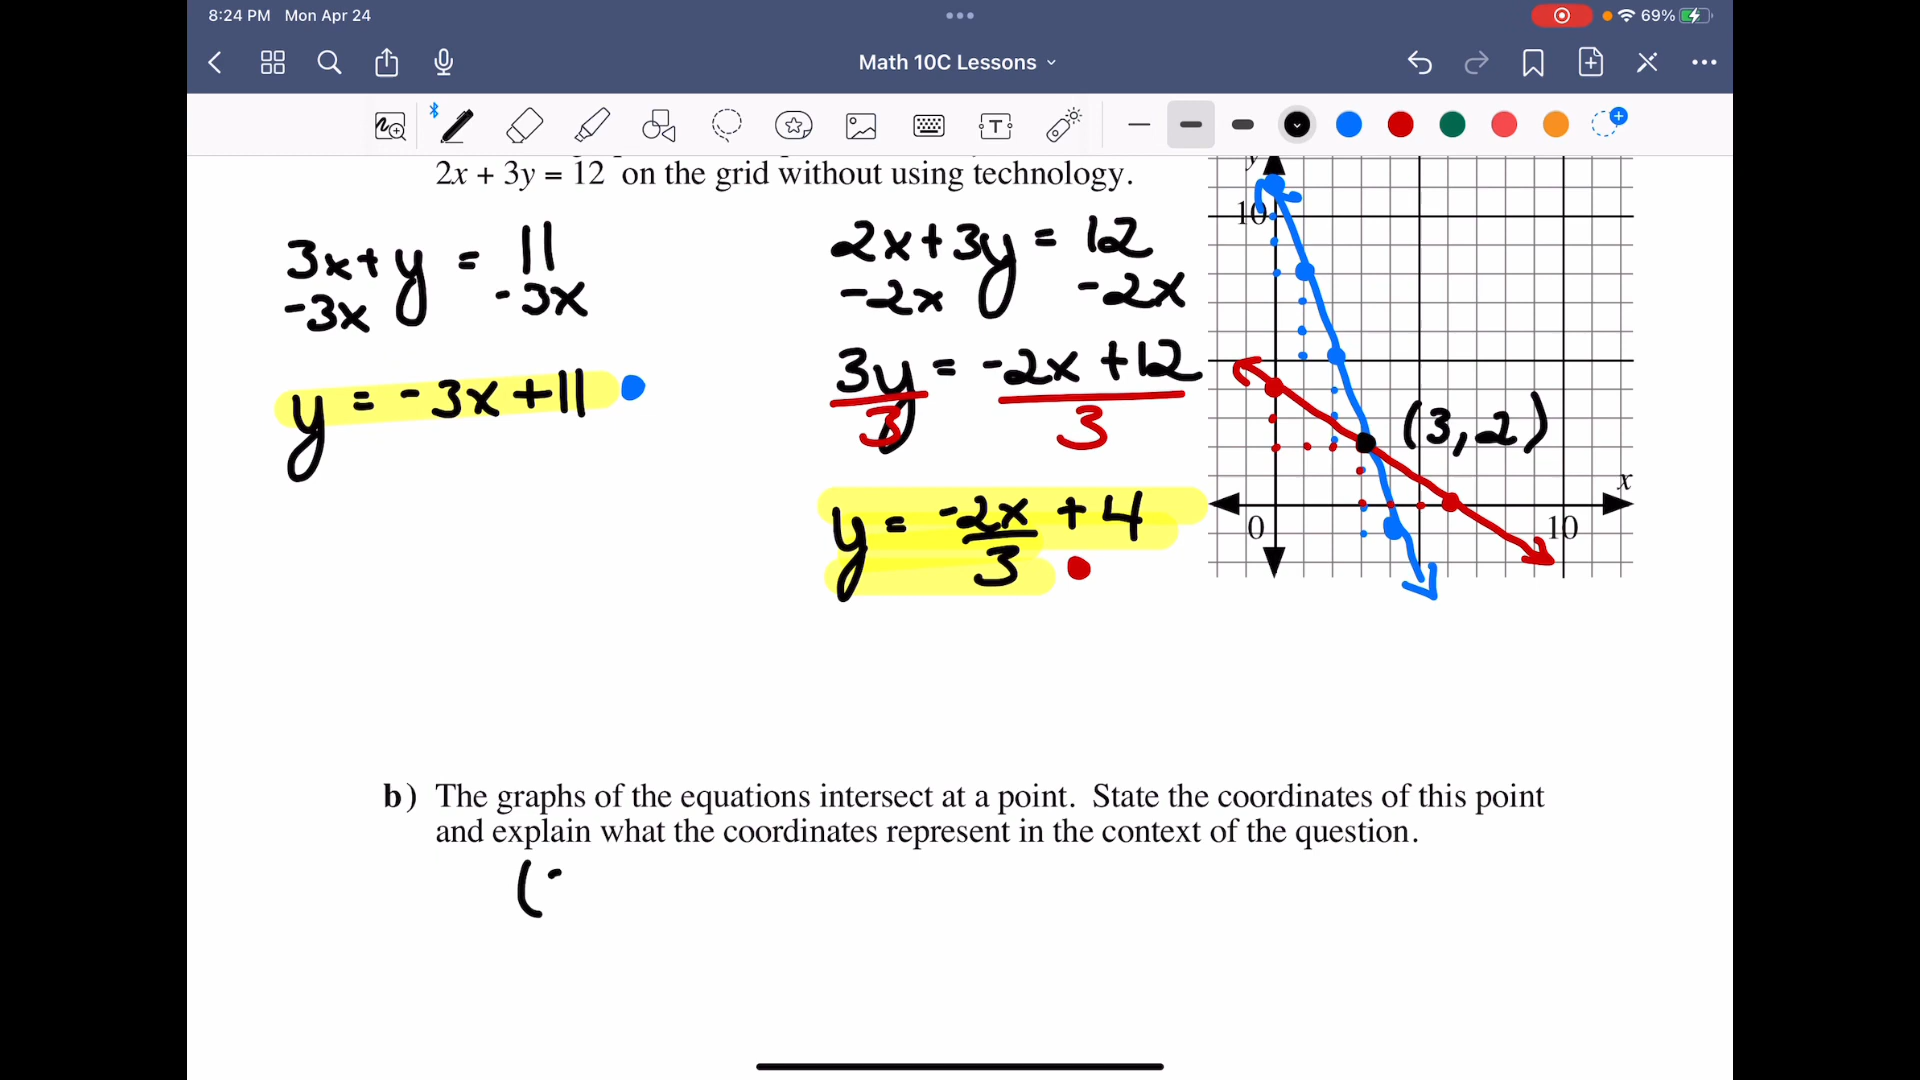 8:24 PM Mon Apr 24
69%
Math 10C Lessons
T
2x + 3y = 12 on the grid without using technology.
3x+y = 11
-3x -3x
y = -3x+11
2x+3y = 12
-2x -2x
3y = -2x +12
3 3
y = -2x + 4
3
y
10
(3,2)
x
0
10
b) The graphs of the equations intersect at a point. State the coordinates of this point
and explain what the coordinates represent in the context of the question.
(